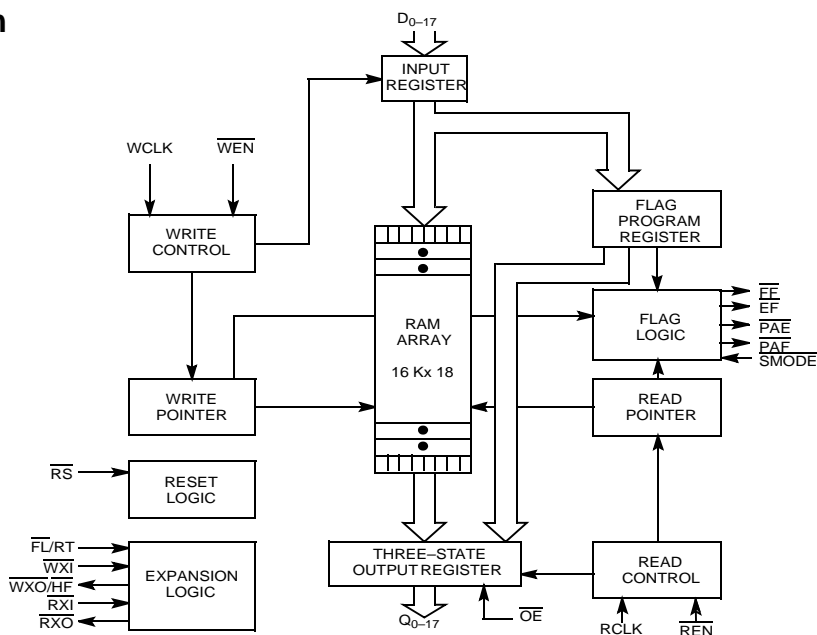 n
D0–17
INPUT
REGISTER
WCLK
WEN
WRITE
CONTROL
FLAG
PROGRAM
REGISTER
FF
EF
PAE
PAF
SMODE
FLAG
LOGIC
RAM
ARRAY
16 Kx 18
WRITE
POINTER
READ
POINTER
RS
RESET
LOGIC
FL/RT
WXI
WXO/HF
RXI
RXO
EXPANSION
LOGIC
THREE–STATE
OUTPUT REGISTER
READ
CONTROL
Q0–17
OE
RCLK
REN